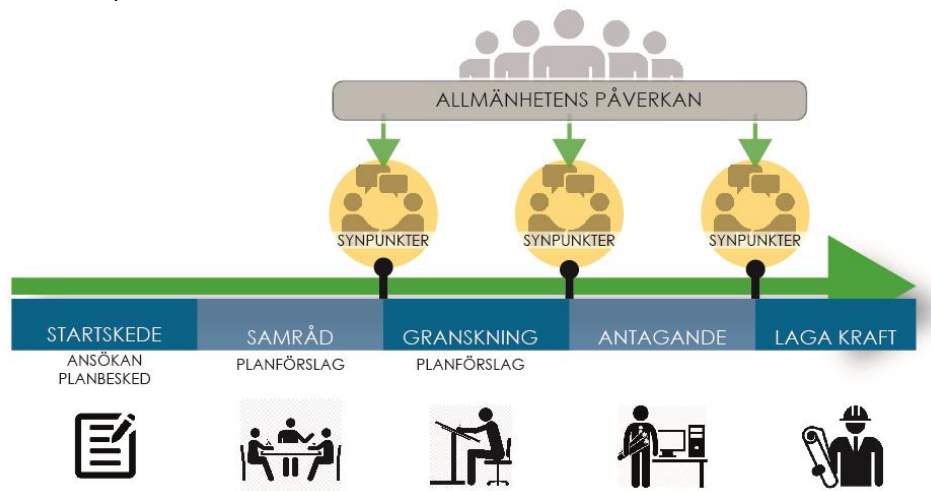 ALLMÄNHETENS PÅVERKAN
SYNPUNKTER
SYNPUNKTER
SYNPUNKTER
STARTSKEDE
SAMRÅD
GRANSKNING
ANTAGANDE
LAGA KRAFT
ANSÖKAN
PLANBESKED
PLANFÖRSLAG
PLANFÖRSLAG